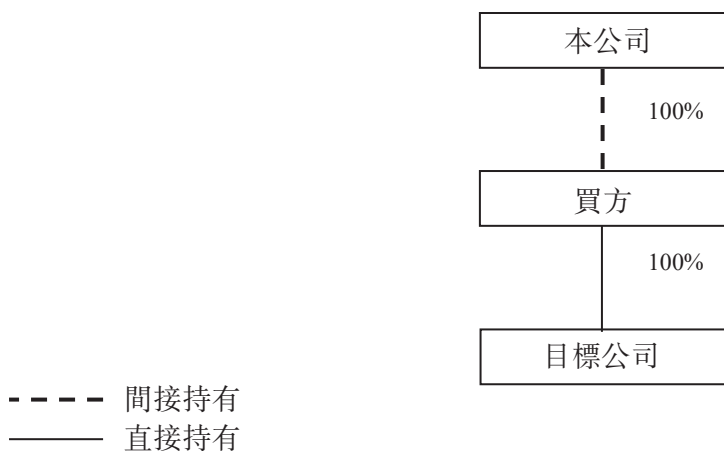 本公司
100%
買方
100%
目標公司
間接持有
直接持有